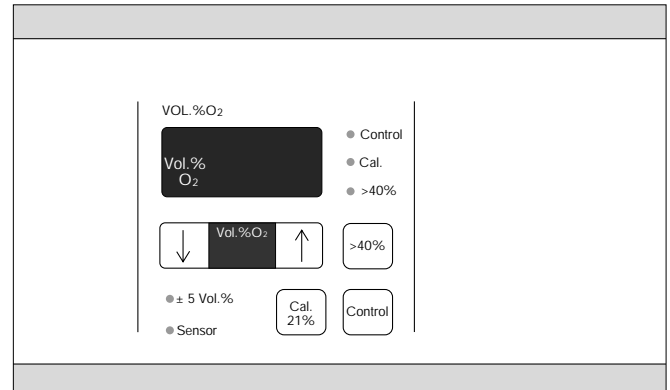 VOL.%O2
Vol.%
O2
Control
Cal.
>40%
Vol.%O2
>40%
± 5 Vol.%
Sensor
Cal.
21%
Control